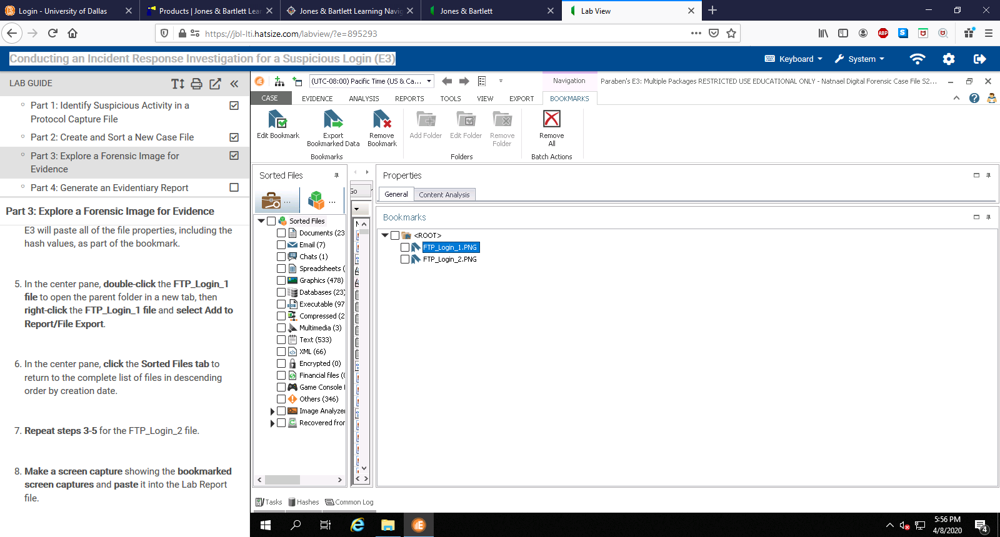 Login - University of Dallas
Products | Jones & Bartlett Lear
Jones & Bartlett Learning Navig
Jones & Bartlett
Lab View
https://jbl-lti.hatsize.com/labview/?e=895293
ABP
Conducting an Incident Response Investigation for a Suspicious Login (E3)
Keyboard
System
LAB GUIDE
Part 1: Identify Suspicious Activity in a
Protocol Capture File
Part 2: Create and Sort a New Case File
Part 3: Explore a Forensic Image for
Evidence
Part 4: Generate an Evidentiary Report
Part 3: Explore a Forensic Image for Evidence
E3 will paste all of the file properties, including the
hash values, as part of the bookmark.
5. In the center pane, double-click the FTP_Login_1
file to open the parent folder in a new tab, then
right-click the FTP_Login_1 file and select Add to
Report/File Export.
6. In the center pane, click the Sorted Files tab to
return to the complete list of files in descending
order by creation date.
7. Repeat steps 3-5 for the FTP_Login_2 file.
8. Make a screen capture showing the bookmarked
screen captures and paste it into the Lab Report
file.
(UTC-08:00) Pacific Time (US & Ca...
Navigation
Paraben's E3: Multiple Packages RESTRICTED USE EDUCATIONAL ONLY - Natnael Digital Forensic Case File S2...
CASE
EVIDENCE
ANALYSIS
REPORTS
TOOLS
VIEW
EXPORT
BOOKMARKS
Edit Bookmark
Export
Bookmarked Data
Remove
Bookmark
Bookmarks
Add Folder
Edit Folder
Remove
Folder
Folders
Remove
All
Batch Actions
Sorted Files
...
...
Sorted Files
Documents (23
Email (7)
Chats (1)
Spreadsheets (
Graphics (478)
Databases (23)
Executable (97
Compressed (2
Multimedia (3)
Text (533)
XML (66)
Encrypted (0)
Financial files (0
Game Console I
Others (346)
Image Analyzer
Recovered from
Go
Properties
General
Content Analysis
Bookmarks
<ROOT>
FTP_Login_1.PNG
FTP_Login_2.PNG
Tasks
Hashes
Common Log
5:56 PM
4/8/2020
4